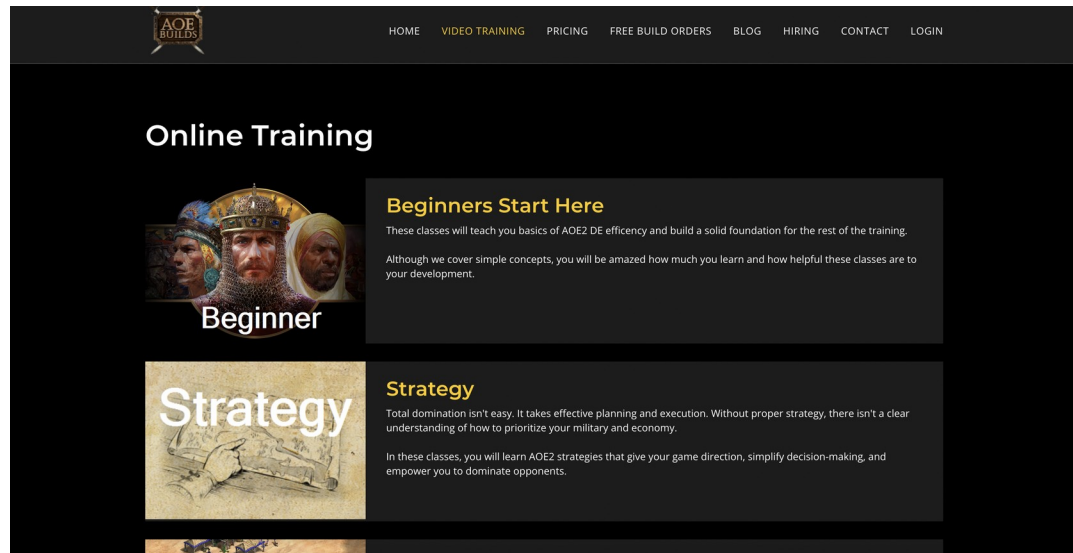 AOE
BUILDS
HOME VIDEO TRAINING PRICING FREE BUILD ORDERS BLOG HIRING CONTACT LOGIN
Online Training
Beginner
Beginners Start Here
These classes will teach you basics of AOE2 DE efficency and build a solid foundation for the rest of the training.
Although we cover simple concepts, you will be amazed how much you learn and how helpful these classes are to
your development.
Strategy
Strategy
Total domination isn't easy. It takes effective planning and execution. Without proper strategy, there isn't a clear
understanding of how to prioritize your military and economy.
In these classes, you will learn AOE2 strategies that give your game direction, simplify decision-making, and
empower you to dominate opponents.